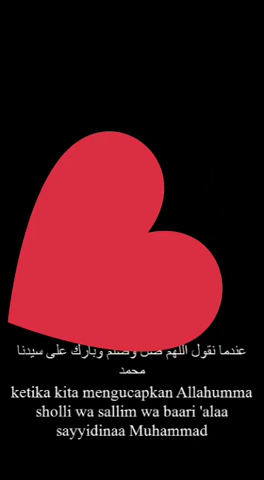 عندما نقول اللهم صل وسلم وبارك على سيدنا
محمد
ketika kita mengucapkan Allahumma
sholli wa sallim wa baari 'alaa
sayyidinaa Muhammad